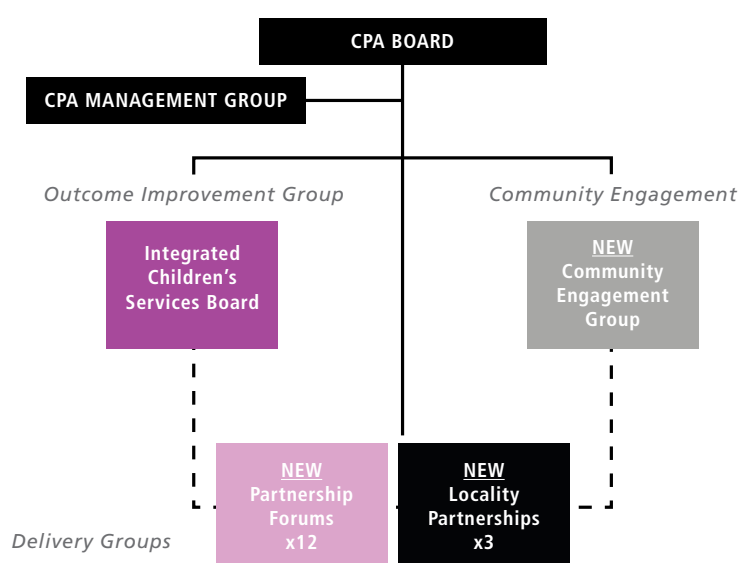 CPA BOARD
CPA MANAGEMENT GROUP
Outcome Improvement Group
Community Engagement
Integrated
Children’s
Services Board
NEW
Community
Engagement
Group
NEW
Partnership
Forums
x12
NEW
Locality
Partnerships
x3
Delivery Groups